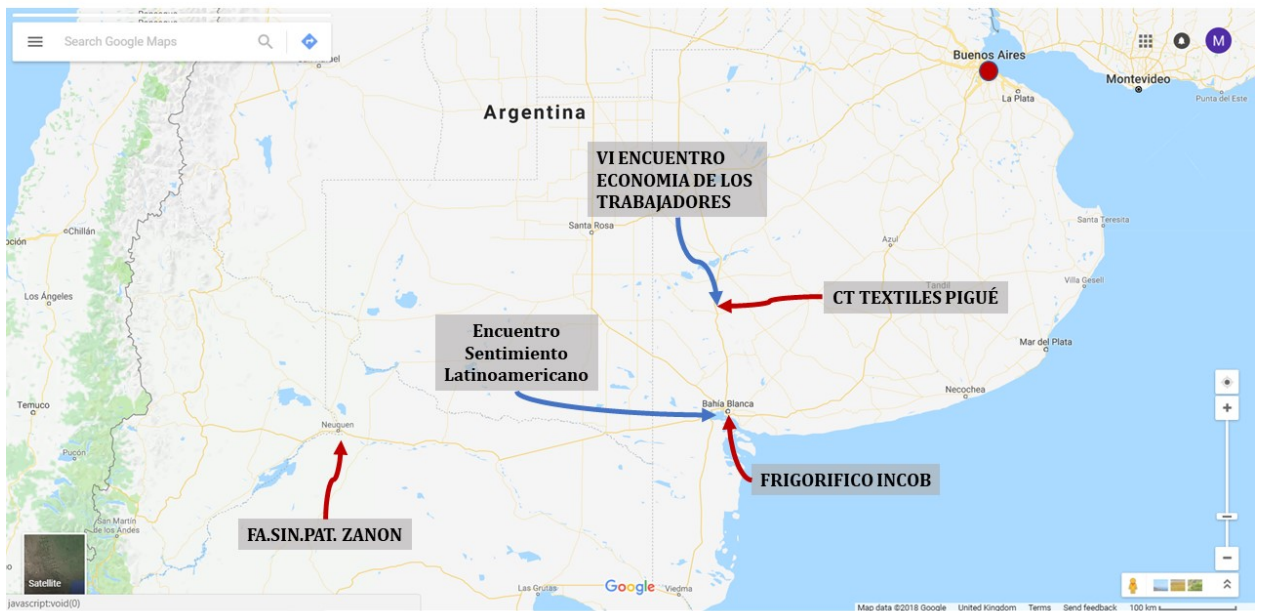 Search Google Maps
M
Buenos Aires
Montevideo
La Plata
Punta del Este
Argentina
VI ENCUENTRO
ECONOMIA DE LOS
TRABAJADORES
Santa Rosa
Santa Teresita
Chillán
Azul
Villa Gesell
Tandil
Los Ángeles
CT TEXTILES PIGUÉ
Encuentro
Sentimiento
Latinoamericano
Mar del Plata
Necochea
Temuco
Bahía Blanca
Neuquen
Pucón
FRIGORIFICO INCOB
San Martín
de los Andes
FA.SIN.PAT. ZANON
Satellite
Las Grutas
Google
Viedma
javascript:void(0)
Map data ©2018 Google United Kingdom Terms Send feedback 100 km